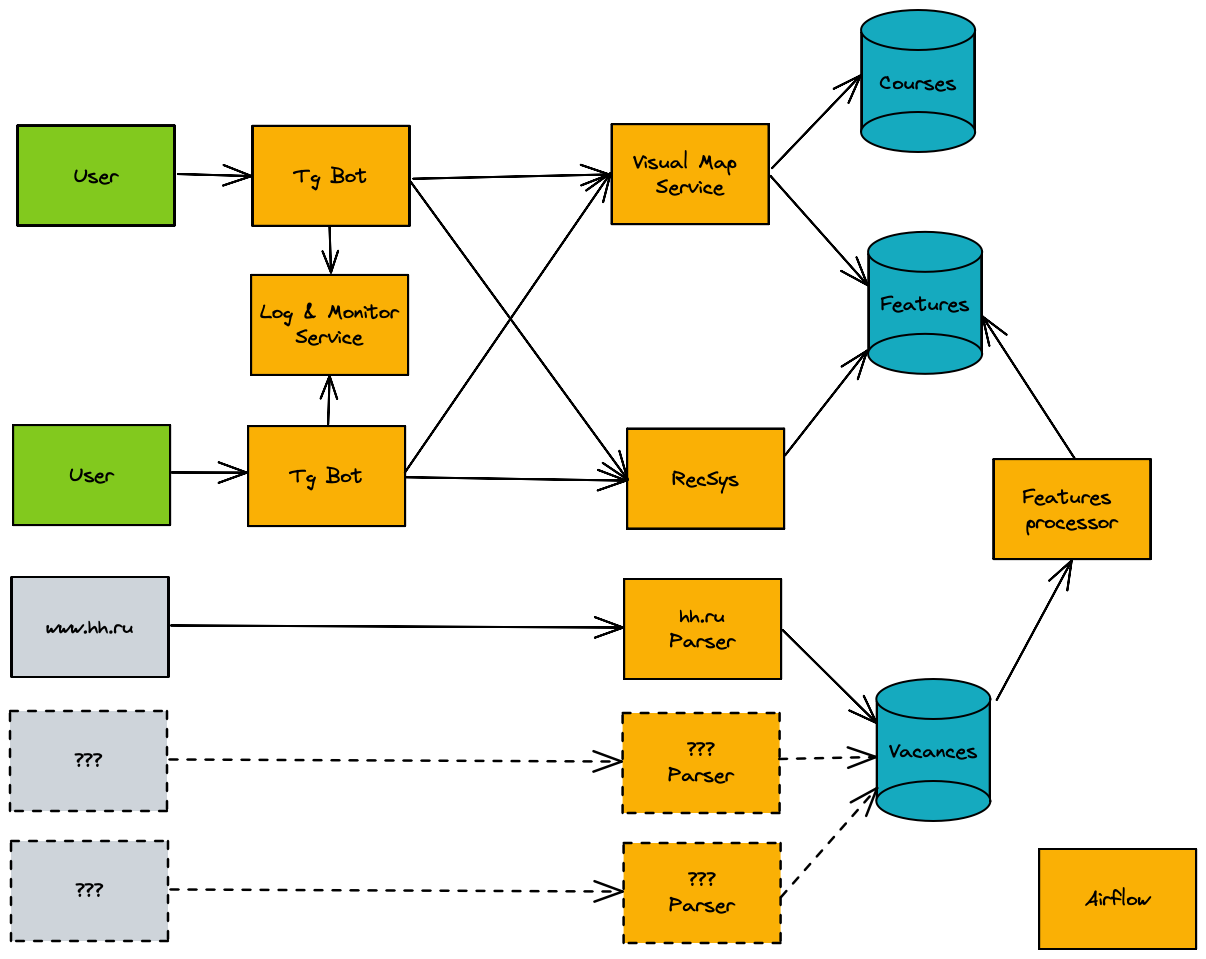 Courses
User
Tg Bot
Visual Map
Service
Log & Monitor
Service
Features
User
Tg Bot
RecSys
Features
processor
www.hh.ru
hh.ru
Parser
???
???
Parser
Vacances
???
???
Parser
Airflow